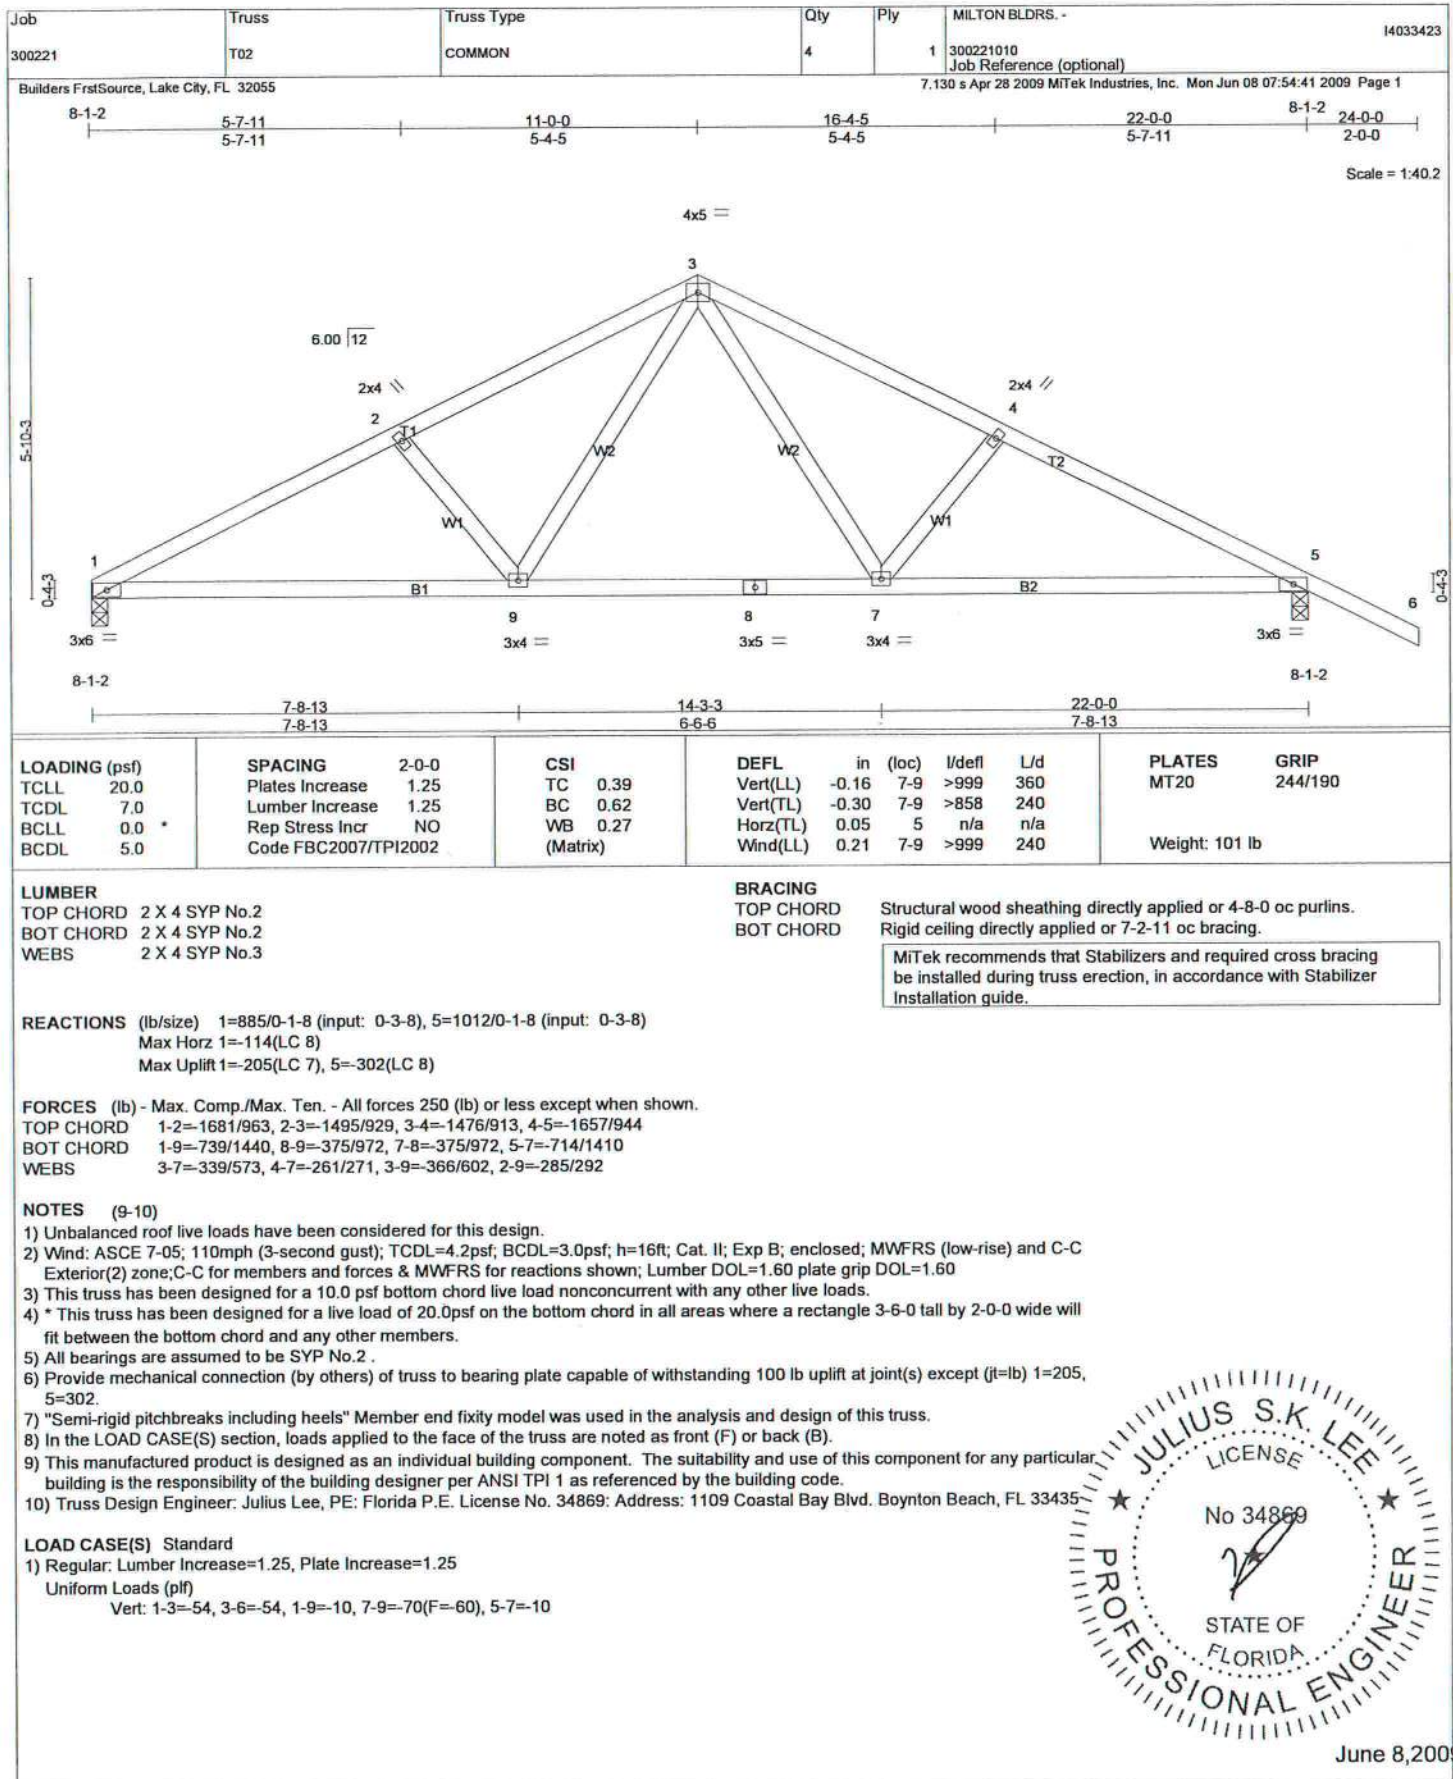 Job Truss Truss Type Qty Ply MILTON BLDRS. -
I4033423
300221 T02 COMMON 4 1 300221010
Job Reference (optional)
Builders FrstSource, Lake City, FL 32055 7.130 s Apr 28 2009 MiTek Industries, Inc. Mon Jun 08 07:54:41 2009 Page 1
8-1-2 5-7-11 11-0-0 16-4-5 22-0-0 8-1-2 24-0-0
5-7-11 5-4-5 5-4-5 5-7-11 2-0-0
Scale = 1:40.2
4x5 =
3
6.00 12
2x4 \\ 2x4 //
2 4
T1
5-10-3
W2 W2
T2
W1 W1
1 5
0-4-3 B1 B2 0-4-3
6
9 8 7
3x6 = 3x4 = 3x5 = 3x4 = 3x6 =
8-1-2 8-1-2
7-8-13 14-3-3 22-0-0
7-8-13 6-6-6 7-8-13
LOADING (psf) SPACING 2-0-0 CSI DEFL in (loc) l/defl L/d PLATES GRIP
TCLL 20.0 Plates Increase 1.25 TC 0.39 Vert(LL) -0.16 7-9 >999 360 MT20 244/190
TCDL 7.0 Lumber Increase 1.25 BC 0.62 Vert(TL) -0.30 7-9 >858 240
BCLL 0.0 * Rep Stress Incr NO WB 0.27 Horz(TL) 0.05 5 n/a n/a
BCDL 5.0 Code FBC2007/TPI2002 (Matrix) Wind(LL) 0.21 7-9 >999 240 Weight: 101 lb
LUMBER
TOP CHORD 2 X 4 SYP No.2
BOT CHORD 2 X 4 SYP No.2
WEBS 2 X 4 SYP No.3
BRACING
TOP CHORD Structural wood sheathing directly applied or 4-8-0 oc purlins.
BOT CHORD Rigid ceiling directly applied or 7-2-11 oc bracing.
MiTek recommends that Stabilizers and required cross bracing
be installed during truss erection, in accordance with Stabilizer
Installation guide.
REACTIONS (lb/size) 1=885/0-1-8 (input: 0-3-8), 5=1012/0-1-8 (input: 0-3-8)
Max Horz 1=-114(LC 8)
Max Uplift 1=-205(LC 7), 5=-302(LC 8)
FORCES (lb) - Max. Comp./Max. Ten. - All forces 250 (lb) or less except when shown.
TOP CHORD 1-2=-1681/963, 2-3=-1495/929, 3-4=-1476/913, 4-5=-1657/944
BOT CHORD 1-9=-739/1440, 8-9=-375/972, 7-8=-375/972, 5-7=-714/1410
WEBS 3-7=-339/573, 4-7=-261/271, 3-9=-366/602, 2-9=-285/292
NOTES (9-10)
1) Unbalanced roof live loads have been considered for this design.
2) Wind: ASCE 7-05; 110mph (3-second gust); TCDL=4.2psf; BCDL=3.0psf; h=16ft; Cat. II; Exp B; enclosed; MWFRS (low-rise) and C-C
Exterior(2) zone;C-C for members and forces & MWFRS for reactions shown; Lumber DOL=1.60 plate grip DOL=1.60
3) This truss has been designed for a 10.0 psf bottom chord live load nonconcurrent with any other live loads.
4) * This truss has been designed for a live load of 20.0psf on the bottom chord in all areas where a rectangle 3-6-0 tall by 2-0-0 wide will
fit between the bottom chord and any other members.
5) All bearings are assumed to be SYP No.2 .
6) Provide mechanical connection (by others) of truss to bearing plate capable of withstanding 100 lb uplift at joint(s) except (jt=lb) 1=205,
5=302.
7) "Semi-rigid pitchbreaks including heels" Member end fixity model was used in the analysis and design of this truss.
8) In the LOAD CASE(S) section, loads applied to the face of the truss are noted as front (F) or back (B).
9) This manufactured product is designed as an individual building component. The suitability and use of this component for any particular
building is the responsibility of the building designer per ANSI TPI 1 as referenced by the building code.
10) Truss Design Engineer: Julius Lee, PE: Florida P.E. License No. 34869: Address: 1109 Coastal Bay Blvd. Boynton Beach, FL 33435
LOAD CASE(S) Standard
1) Regular: Lumber Increase=1.25, Plate Increase=1.25
Uniform Loads (plf)
Vert: 1-3=-54, 3-6=-54, 1-9=-10, 7-9=-70(F=-60), 5-7=-10
JULIUS S.K. LEE
LICENSE
No 34869
STATE OF
FLORIDA
PROFESSIONAL ENGINEER
June 8,2009